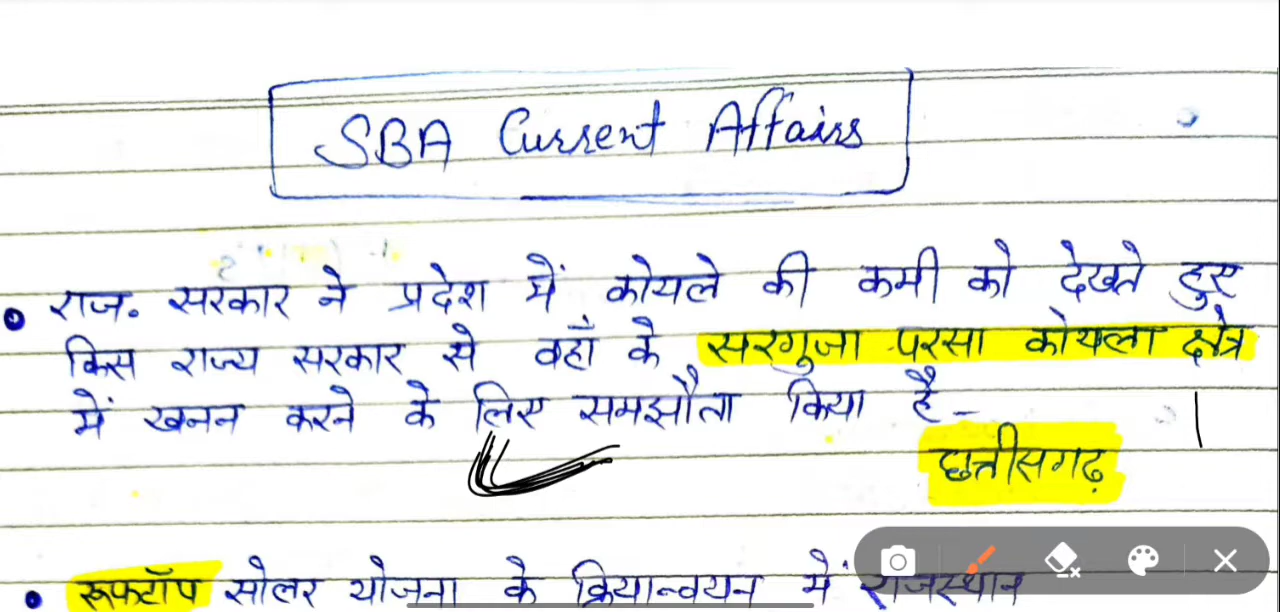 SBA Current Affairs
• राज. सरकार ने प्रदेश में कोयले की कमी को देखते हुए
किस राज्य सरकार से वहाँ के सरगुजा परसा कोयला क्षेत्र
में खनन करने के लिए समझौता किया है -
छत्तीसगढ़
• रूफटॉप सोलर योजना के क्रियान्वयन में राजस्थान